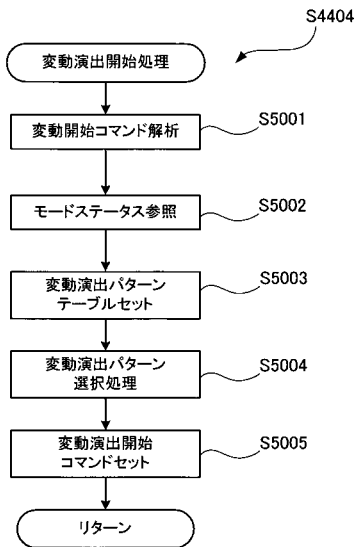 S4404
変動演出開始処理
変動開始コマンド解析
S5001
モードステータス参照
S5002
変動演出パターン
テーブルセット
S5003
変動演出パターン
選択処理
S5004
変動演出開始
コマンドセット
S5005
リターン